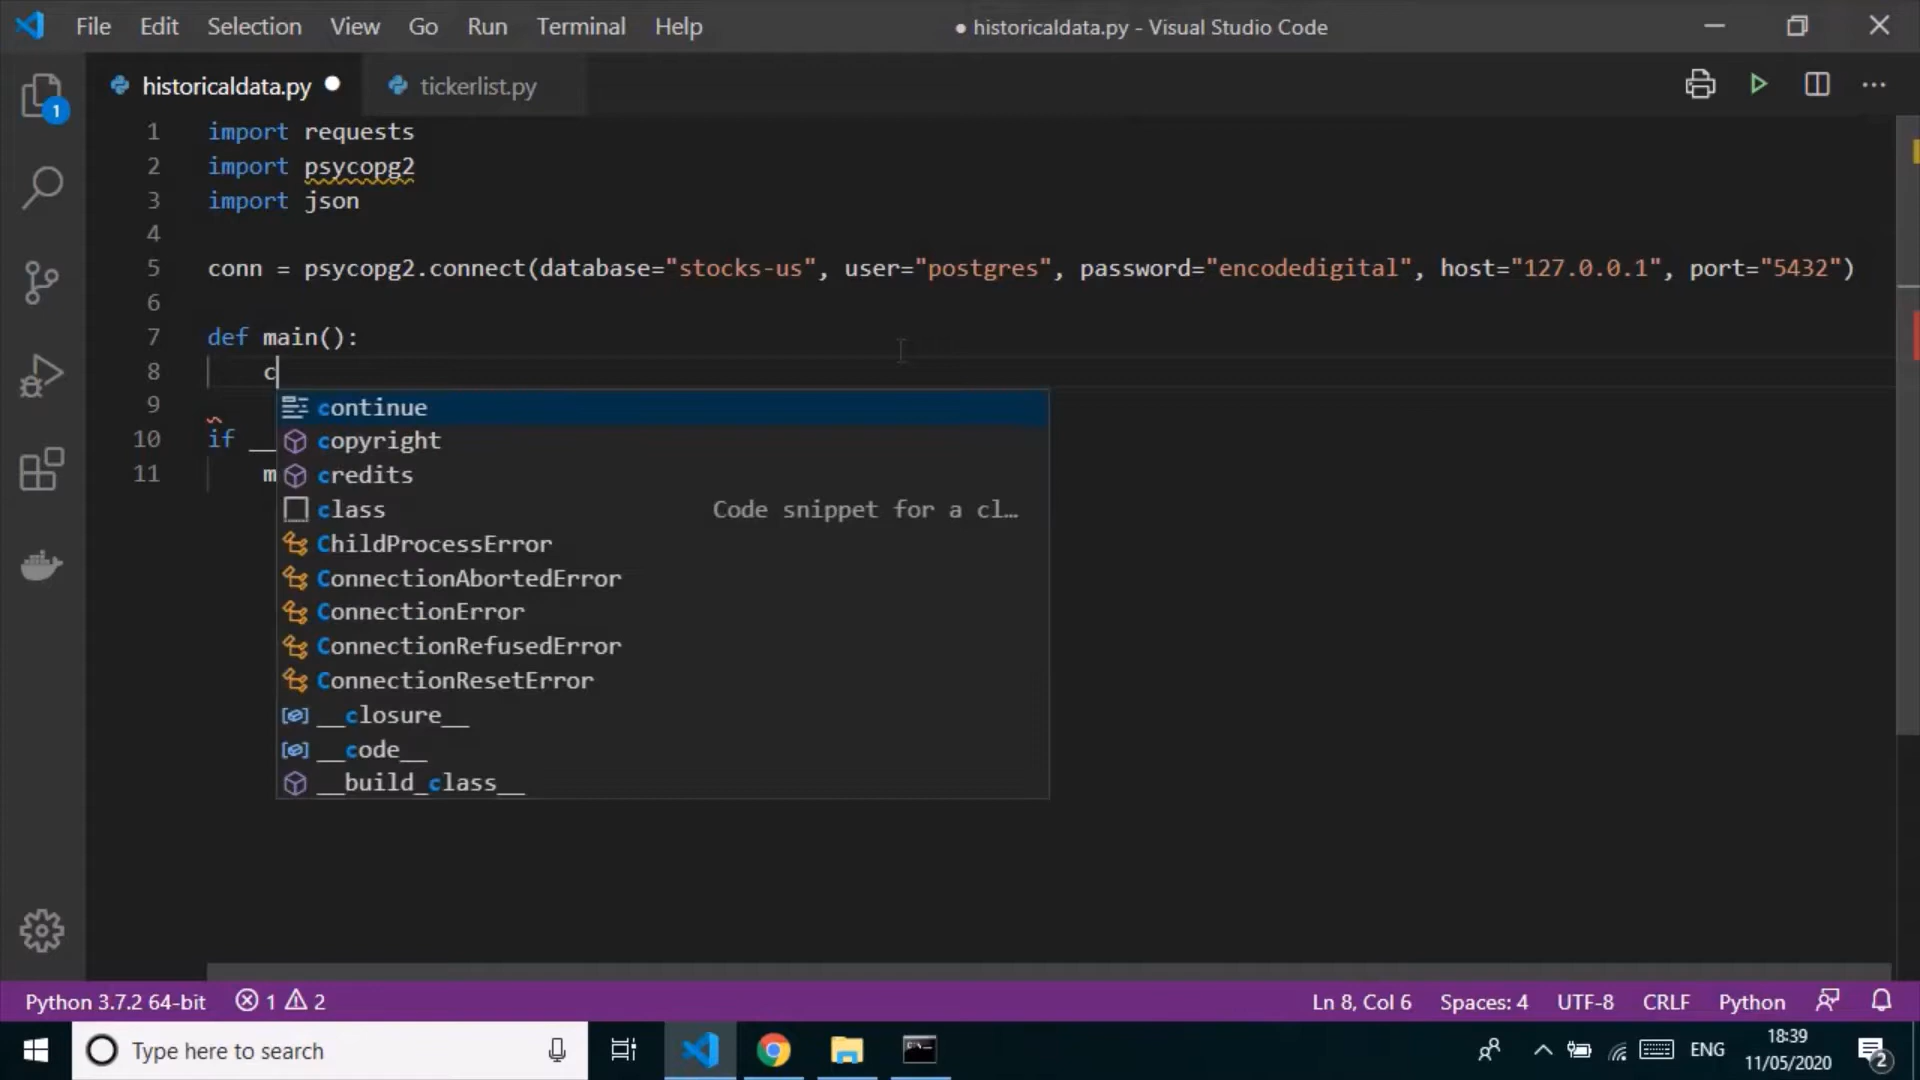 File Edit Selection View Go Run Terminal Help
● historicaldata.py - Visual Studio Code
historicaldata.py
tickerlist.py
1
1 import requests
2 import psycopg2
3 import json
4
5 conn = psycopg2.connect(database="stocks-us", user="postgres", password="encodedigital", host="127.0.0.1", port="5432")
6
7 def main():
8 c
9
10 if __
11 m
continue
copyright
credits
class Code snippet for a cl…
ChildProcessError
ConnectionAbortedError
ConnectionError
ConnectionRefusedError
ConnectionResetError
__closure__
__code__
__build_class__
Python 3.7.2 64-bit 1 2
Ln 8, Col 6 Spaces: 4 UTF-8 CRLF Python
Type here to search
ENG
18:39
11/05/2020
2